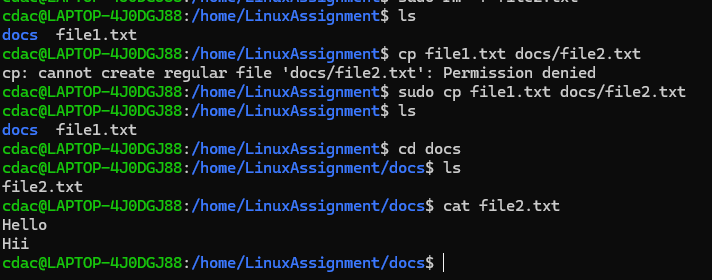 cdac@LAPTOP-4J0DGJ88:/home/LinuxAssignment$ ls
docs  file1.txt
cdac@LAPTOP-4J0DGJ88:/home/LinuxAssignment$ cp file1.txt docs/file2.txt
cp: cannot create regular file 'docs/file2.txt': Permission denied
cdac@LAPTOP-4J0DGJ88:/home/LinuxAssignment$ sudo cp file1.txt docs/file2.txt
cdac@LAPTOP-4J0DGJ88:/home/LinuxAssignment$ ls
docs  file1.txt
cdac@LAPTOP-4J0DGJ88:/home/LinuxAssignment$ cd docs
cdac@LAPTOP-4J0DGJ88:/home/LinuxAssignment/docs$ ls
file2.txt
cdac@LAPTOP-4J0DGJ88:/home/LinuxAssignment/docs$ cat file2.txt
Hello
Hii
cdac@LAPTOP-4J0DGJ88:/home/LinuxAssignment/docs$